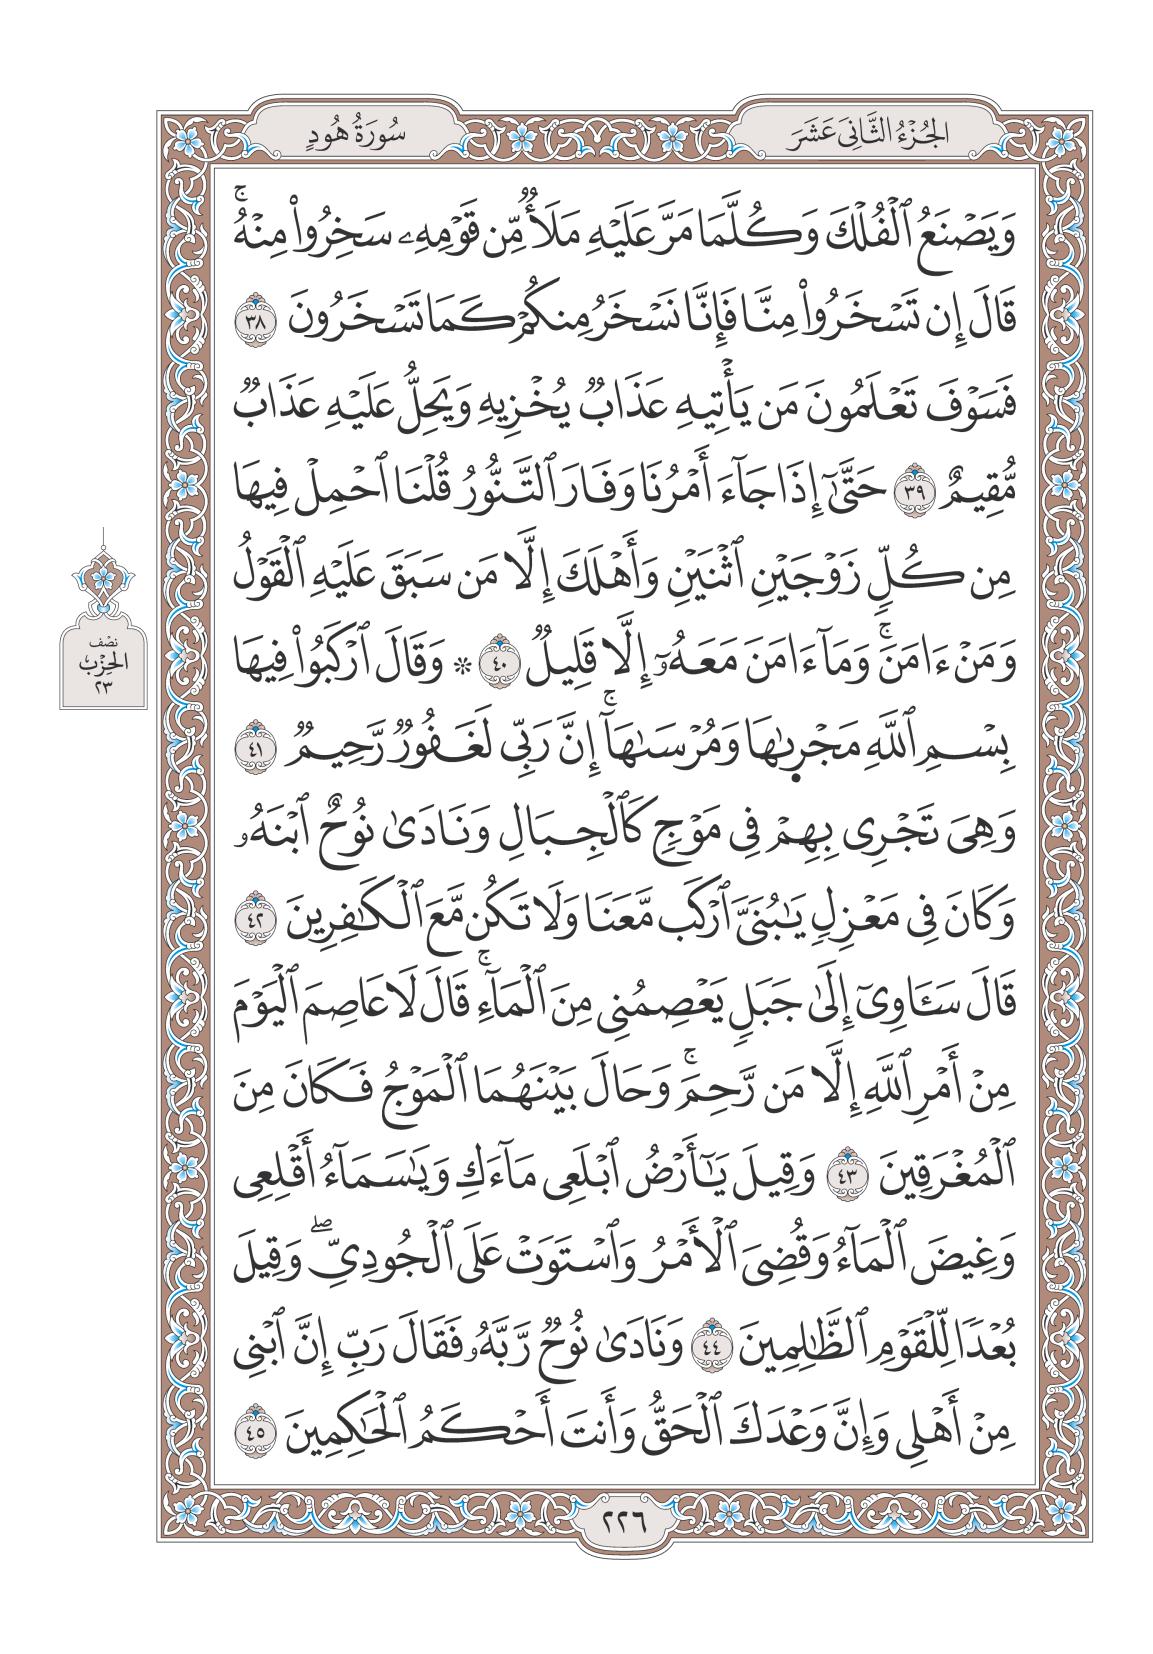 الجُزْءُ الثَّانِي عَشَرَ
سُورَةُ هُودٍ
وَيَصْنَعُ ٱلْفُلْكَ وَكُلَّمَا مَرَّ عَلَيْهِ مَلَأٌ مِّن قَوْمِهِۦ سَخِرُوا۟ مِنْهُ ۚ
قَالَ إِن تَسْخَرُوا۟ مِنَّا فَإِنَّا نَسْخَرُ مِنكُمْ كَمَا تَسْخَرُونَ ٣٨
فَسَوْفَ تَعْلَمُونَ مَن يَأْتِيهِ عَذَابٌ يُخْزِيهِ وَيَحِلُّ عَلَيْهِ عَذَابٌ
مُّقِيمٌ ٣٩ حَتَّىٰٓ إِذَا جَآءَ أَمْرُنَا وَفَارَ ٱلتَّنُّورُ قُلْنَا ٱحْمِلْ فِيهَا
مِن كُلٍّ زَوْجَيْنِ ٱثْنَيْنِ وَأَهْلَكَ إِلَّا مَن سَبَقَ عَلَيْهِ ٱلْقَوْلُ
وَمَنْ ءَامَنَ ۚ وَمَآ ءَامَنَ مَعَهُۥٓ إِلَّا قَلِيلٌ ٤٠ ۞ وَقَالَ ٱرْكَبُوا۟ فِيهَا
بِسْمِ ٱللَّهِ مَجْر۪ىٰهَا وَمُرْسَىٰهَآ ۚ إِنَّ رَبِّى لَغَفُورٌ رَّحِيمٌ ٤١
وَهِىَ تَجْرِى بِهِمْ فِى مَوْجٍ كَٱلْجِبَالِ وَنَادَىٰ نُوحٌ ٱبْنَهُۥ
وَكَانَ فِى مَعْزِلٍ يَـٰبُنَىَّ ٱرْكَب مَّعَنَا وَلَا تَكُن مَّعَ ٱلْكَـٰفِرِينَ ٤٢
قَالَ سَـَٔاوِىٓ إِلَىٰ جَبَلٍ يَعْصِمُنِى مِنَ ٱلْمَآءِ ۚ قَالَ لَا عَاصِمَ ٱلْيَوْمَ
مِنْ أَمْرِ ٱللَّهِ إِلَّا مَن رَّحِمَ ۚ وَحَالَ بَيْنَهُمَا ٱلْمَوْجُ فَكَانَ مِنَ
ٱلْمُغْرَقِينَ ٤٣ وَقِيلَ يَـٰٓأَرْضُ ٱبْلَعِى مَآءَكِ وَيَـٰسَمَآءُ أَقْلِعِى
وَغِيضَ ٱلْمَآءُ وَقُضِىَ ٱلْأَمْرُ وَٱسْتَوَتْ عَلَى ٱلْجُودِىِّ ۖ وَقِيلَ
بُعْدًا لِّلْقَوْمِ ٱلظَّـٰلِمِينَ ٤٤ وَنَادَىٰ نُوحٌ رَّبَّهُۥ فَقَالَ رَبِّ إِنَّ ٱبْنِى
مِنْ أَهْلِى وَإِنَّ وَعْدَكَ ٱلْحَقُّ وَأَنتَ أَحْكَمُ ٱلْحَـٰكِمِينَ ٤٥
نصْف
الحِزْب
٢٣
٢٢٦